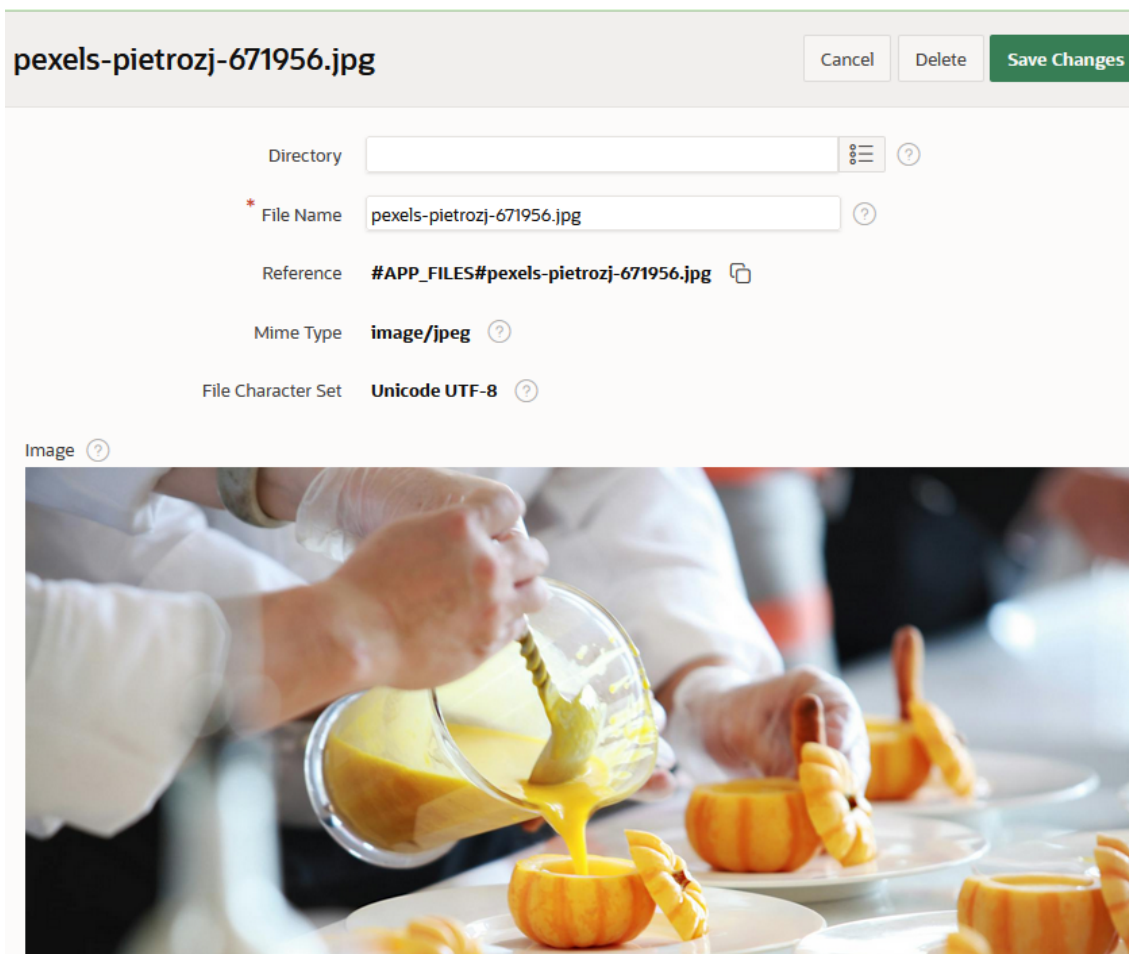 pexels-pietrozj-671956.jpg
Cancel
Delete
Save Changes
Directory
* File Name
pexels-pietrozj-671956.jpg
Reference
#APP_FILES#pexels-pietrozj-671956.jpg
Mime Type
image/jpeg
File Character Set
Unicode UTF-8
Image